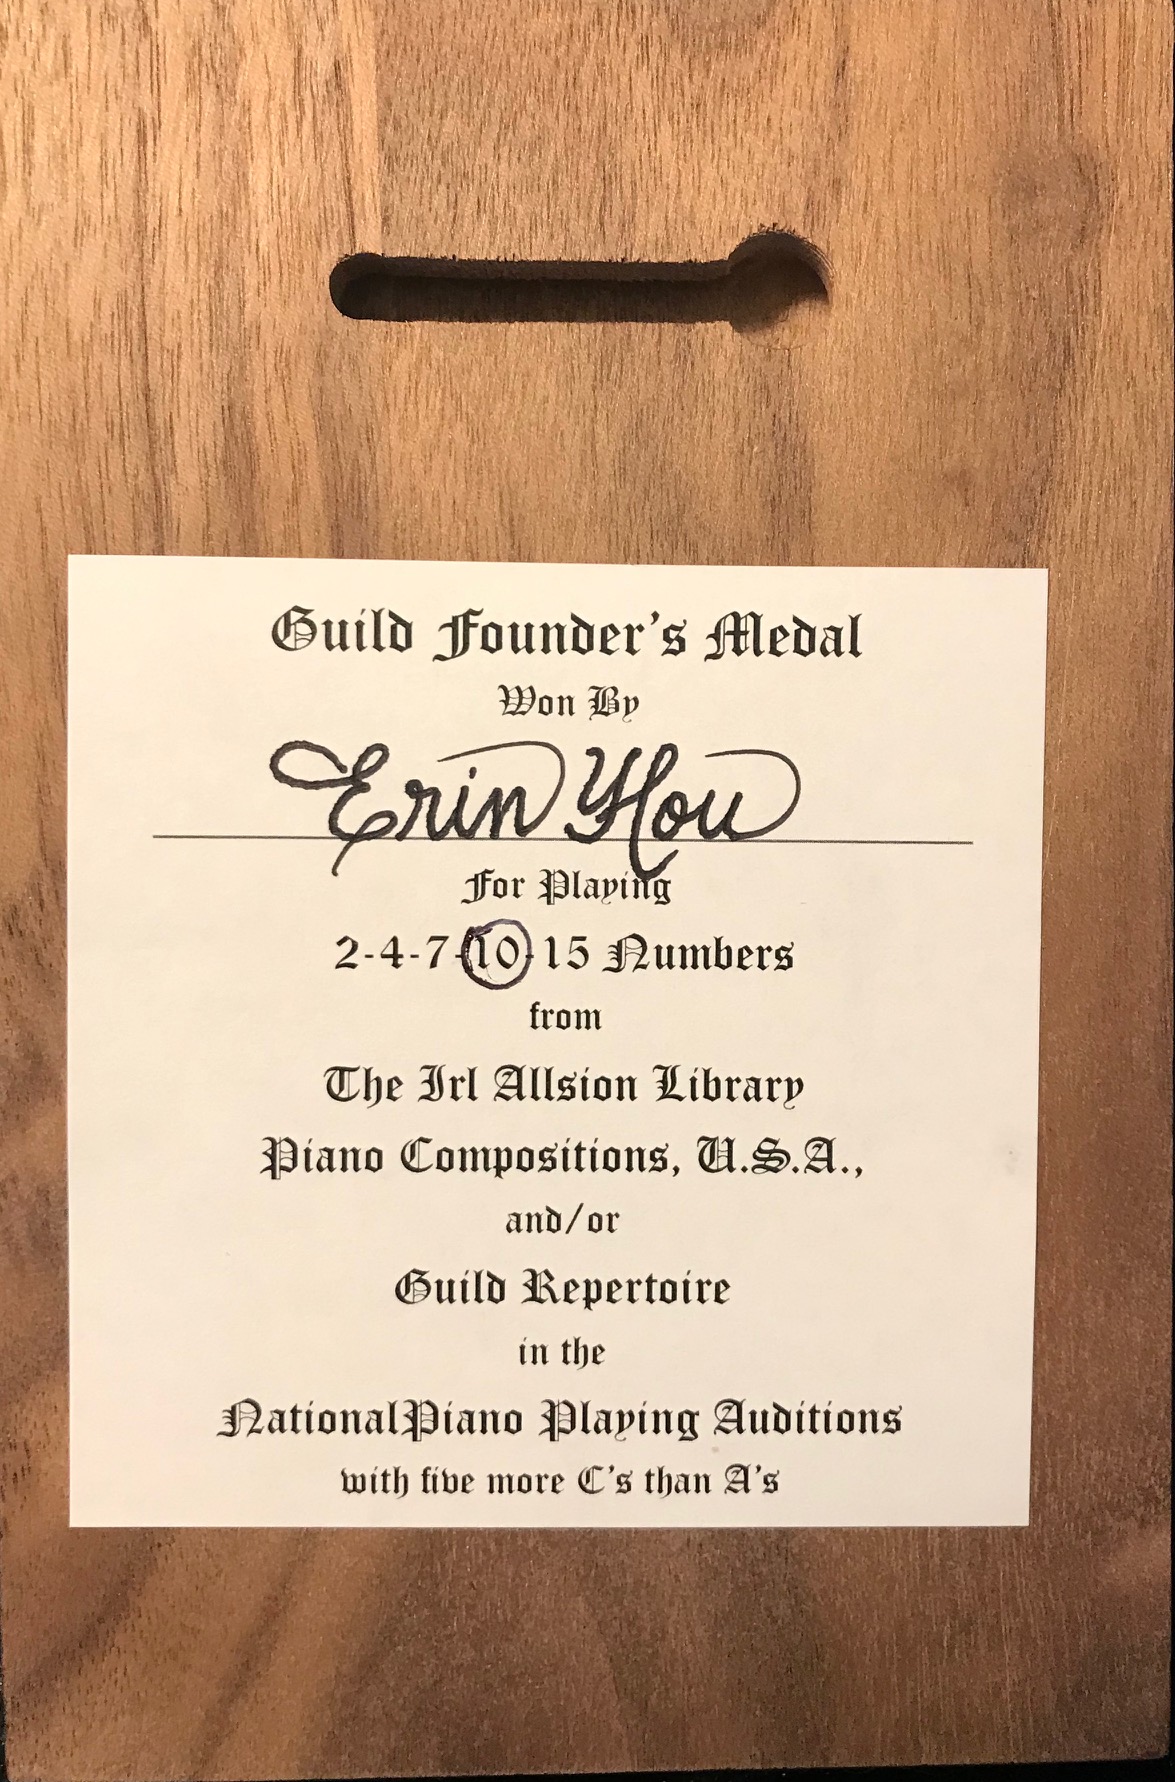 Guild Founder's Medal
Won By
Erin Hou
For Playing
2-4-7-10-15 Numbers
from
The Irl Allsion Library
Piano Compositions, U.S.A.,
and/or
Guild Repertoire
in the
NationalPiano Playing Auditions
with five more C's than A's